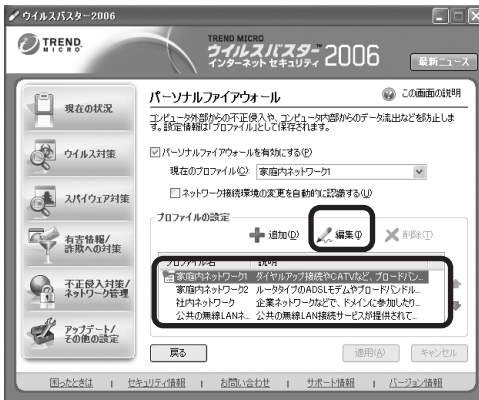 ウイルスバスター2006
TREND MICRO
TREND MICRO
ウイルスバスター™ 2006
インターネット セキュリティ
最新ニュース
現在の状況
ウイルス対策
スパイウェア対策
有害情報/
詐欺への対策
不正侵入対策/
ネットワーク管理
アップデート/
その他の設定
パーソナルファイアウォール
この画面の説明
コンピュータ外部からの不正侵入や、コンピュータ内部からのデータ流出などを防止しま
す。設定情報は「プロファイル」として保存されます。
パーソナルファイアウォールを有効にする(P)
現在のプロファイル(C): 家庭内ネットワーク1
ネットワーク接続環境の変更を自動的に認識する(U)
プロファイルの設定
追加(D) 編集(I) 削除(T)
プロファイル名 説明
家庭内ネットワーク1 ダイヤルアップ接続やCATVなど、ブロードバン...
家庭内ネットワーク2 ルータタイプのADSLモデムやブロードバンドル...
社内ネットワーク 企業ネットワークなどで、ドメインに参加したり...
公共の無線LANネ... 公共の無線LAN接続サービスが提供されて...
戻る 適用(A) キャンセル
困ったときは | セキュリティ情報 | お問い合わせ | サポート情報 | バージョン情報